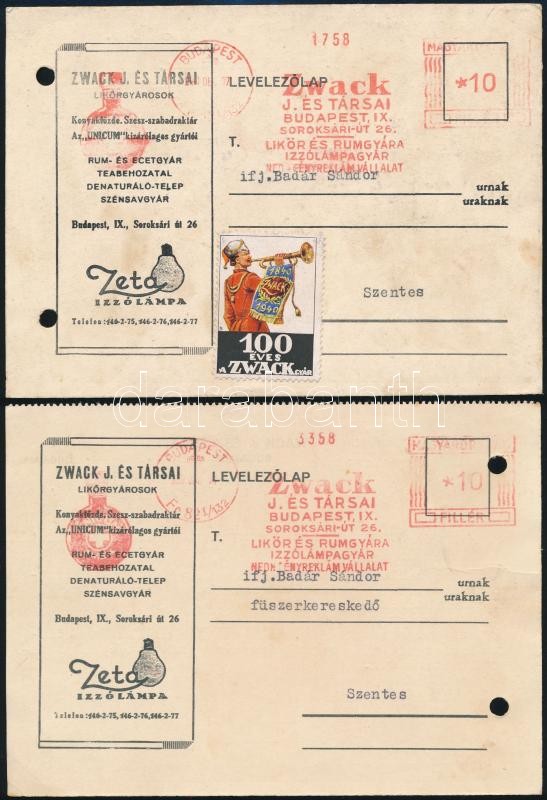 1758
ZWACK J. ÉS TÁRSAI
LIKŐRGYÁROSOK
Konyakfőzde. Szesz-szabadraktár
Az „UNICUM” kizárólagos gyártói
RUM- ÉS ECETGYÁR
TEABEHOZATAL
DENATURÁLÓ-TELEP
SZÉNSAVGYÁR
Budapest, IX., Soroksári út 26
Zeta
IZZÓLÁMPA
Telefon: 146-2-75, 146-2-76, 146-2-77
BUDAPEST
LEVELEZŐLAP
Zwack
J. ÉS TÁRSAI
BUDAPEST, IX.
SOROKSÁRI-ÚT 26.
LIKŐR ÉS RUMGYÁRA
IZZÓLÁMPAGYÁR
*10
T.
ifj. Badár Sándor
urnak
uraknak
Szentes
1840
ZWACK
1940
100
ÉVES
A ZWACK GYÁR
darabanth
3358
ZWACK J. ÉS TÁRSAI
LIKŐRGYÁROSOK
Konyakfőzde. Szesz-szabadraktár
Az „UNICUM” kizárólagos gyártói
RUM- ÉS ECETGYÁR
TEABEHOZATAL
DENATURÁLÓ-TELEP
SZÉNSAVGYÁR
Budapest, IX., Soroksári út 26
Zeta
IZZÓLÁMPA
Telefon: 146-2-75, 146-2-76, 146-2-77
BUDAPEST
LEVELEZŐLAP
Zwack
J. ÉS TÁRSAI
BUDAPEST, IX.
SOROKSÁRI-ÚT 26.
LIKŐR ÉS RUMGYÁRA
IZZÓLÁMPAGYÁR
*10
FILLÉR
T.
ifj. Badár Sándor
urnak
uraknak
füszerkereskedő
Szentes